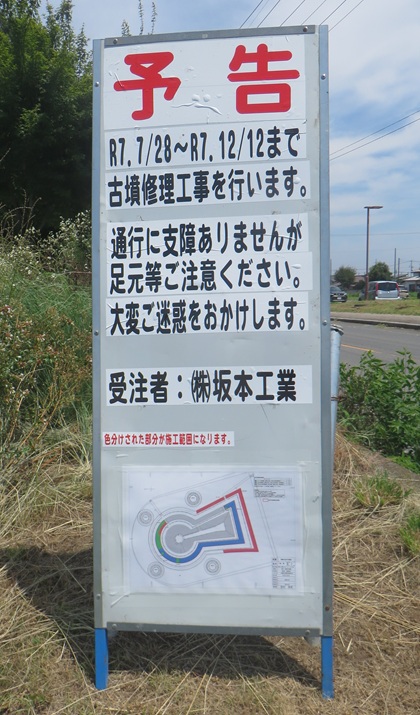 予告
R7.7/28〜R7.12/12まで
古墳修理工事を行います。
通行に支障ありませんが
足元等ご注意ください。
大変ご迷惑をおかけします。
受注者：㈱坂本工業
色分けされた部分が施工範囲になります。